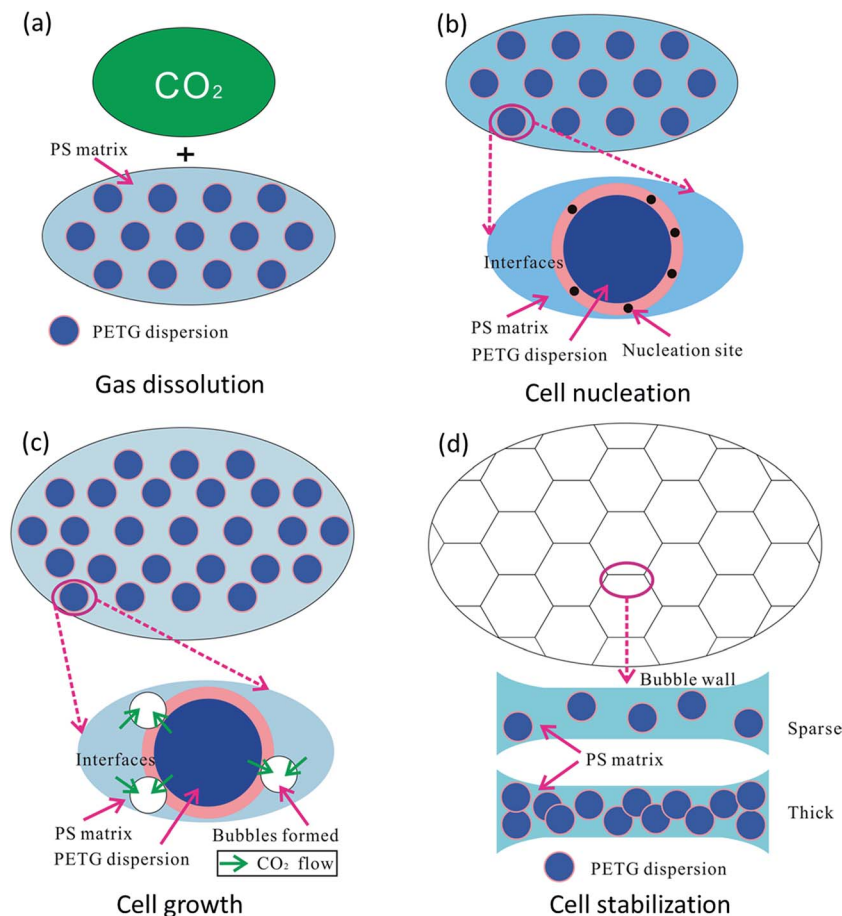 (a)
CO₂
+
PS matrix
PETG dispersion
Gas dissolution
(b)
Interfaces
PS matrix
PETG dispersion
Nucleation site
Cell nucleation
(c)
Interfaces
PS matrix
PETG dispersion
Bubbles formed
CO₂ flow
Cell growth
(d)
Bubble wall
Sparse
PS matrix
Thick
PETG dispersion
Cell stabilization